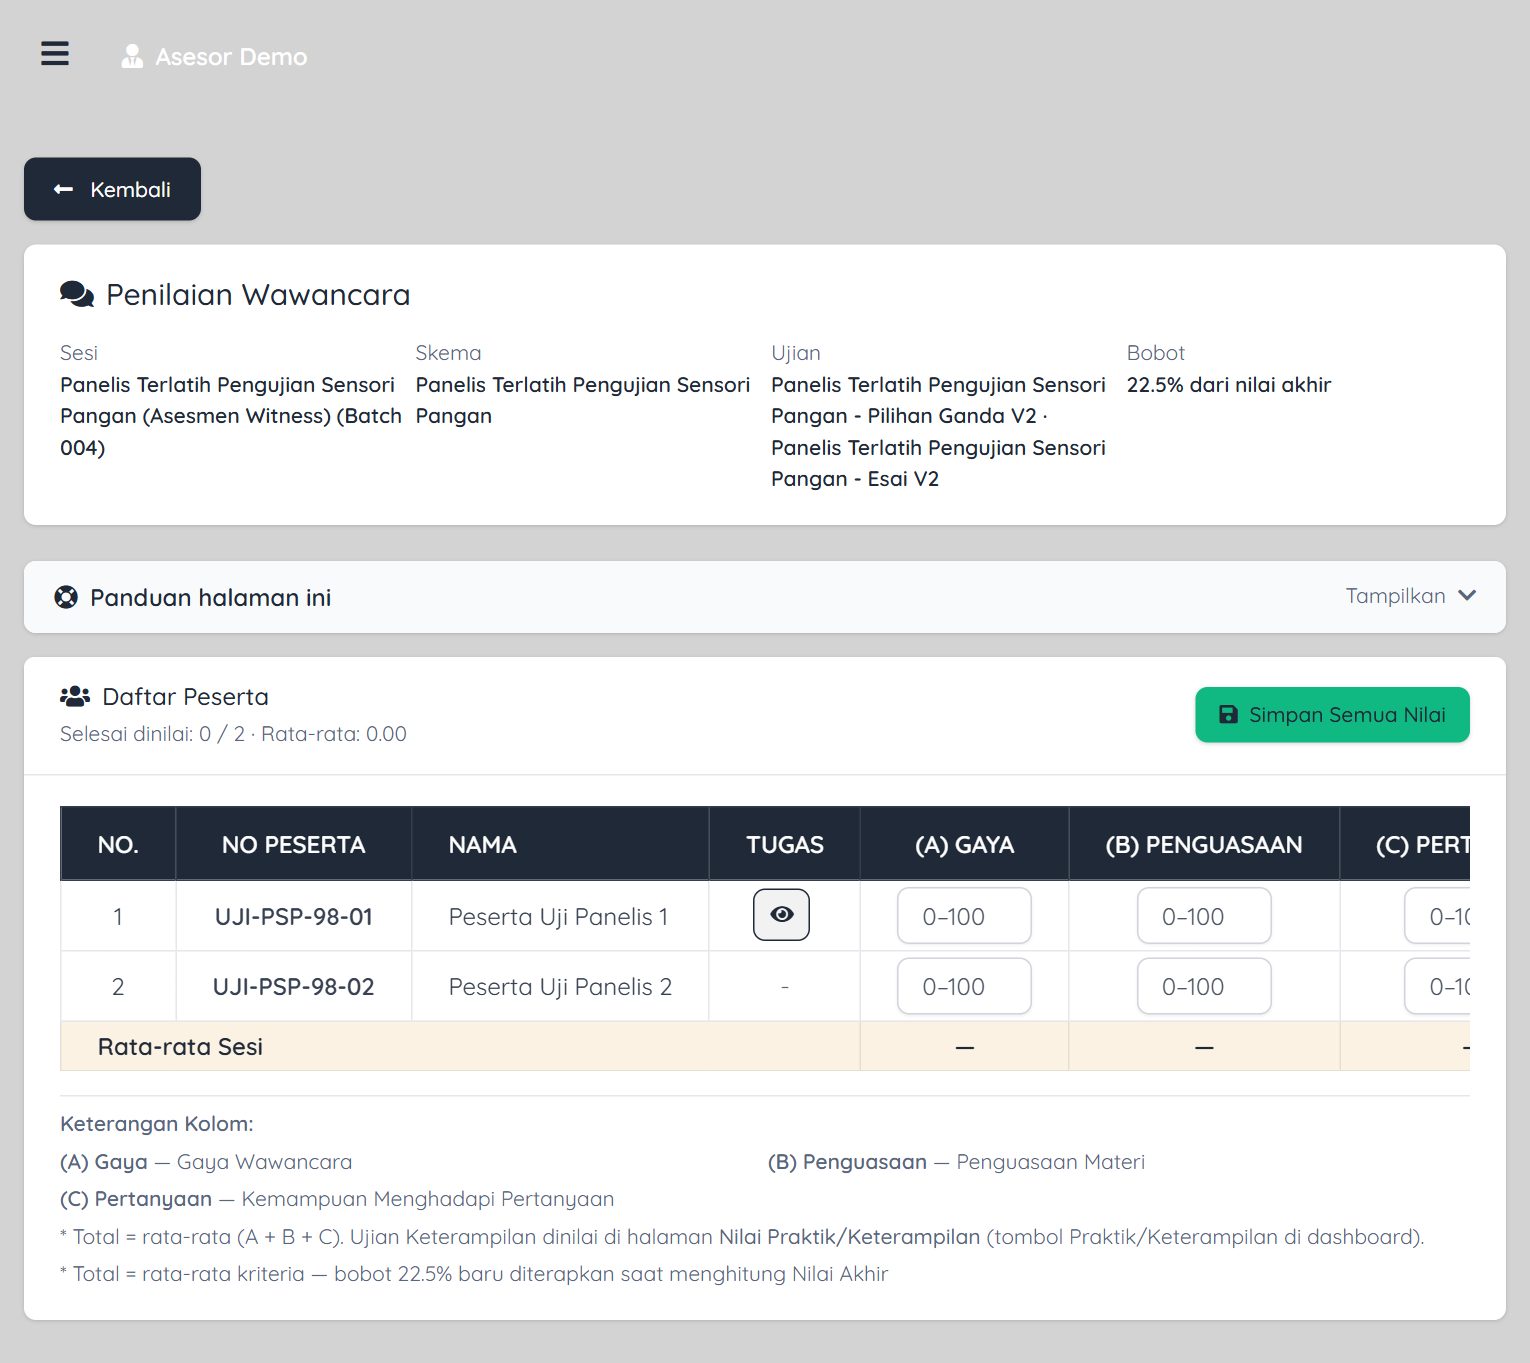 Asesor Demo
Kembali
Penilaian Wawancara
Sesi
Panelis Terlatih Pengujian Sensori
Pangan (Asesmen Witness) (Batch
004)
Skema
Panelis Terlatih Pengujian Sensori
Pangan
Ujian
Panelis Terlatih Pengujian Sensori
Pangan - Pilihan Ganda V2 ·
Panelis Terlatih Pengujian Sensori
Pangan - Esai V2
Bobot
22.5% dari nilai akhir
Panduan halaman ini
Tampilkan
Daftar Peserta
Selesai dinilai: 0 / 2 · Rata-rata: 0.00
Simpan Semua Nilai
NO. NO PESERTA NAMA TUGAS (A) GAYA (B) PENGUASAAN (C) PERT
1 UJI-PSP-98-01 Peserta Uji Panelis 1 0–100 0–100 0–10
2 UJI-PSP-98-02 Peserta Uji Panelis 2 - 0–100 0–100 0–10
Rata-rata Sesi — — —
Keterangan Kolom:
(A) Gaya — Gaya Wawancara
(B) Penguasaan — Penguasaan Materi
(C) Pertanyaan — Kemampuan Menghadapi Pertanyaan
* Total = rata-rata (A + B + C). Ujian Keterampilan dinilai di halaman Nilai Praktik/Keterampilan (tombol Praktik/Keterampilan di dashboard).
* Total = rata-rata kriteria — bobot 22.5% baru diterapkan saat menghitung Nilai Akhir